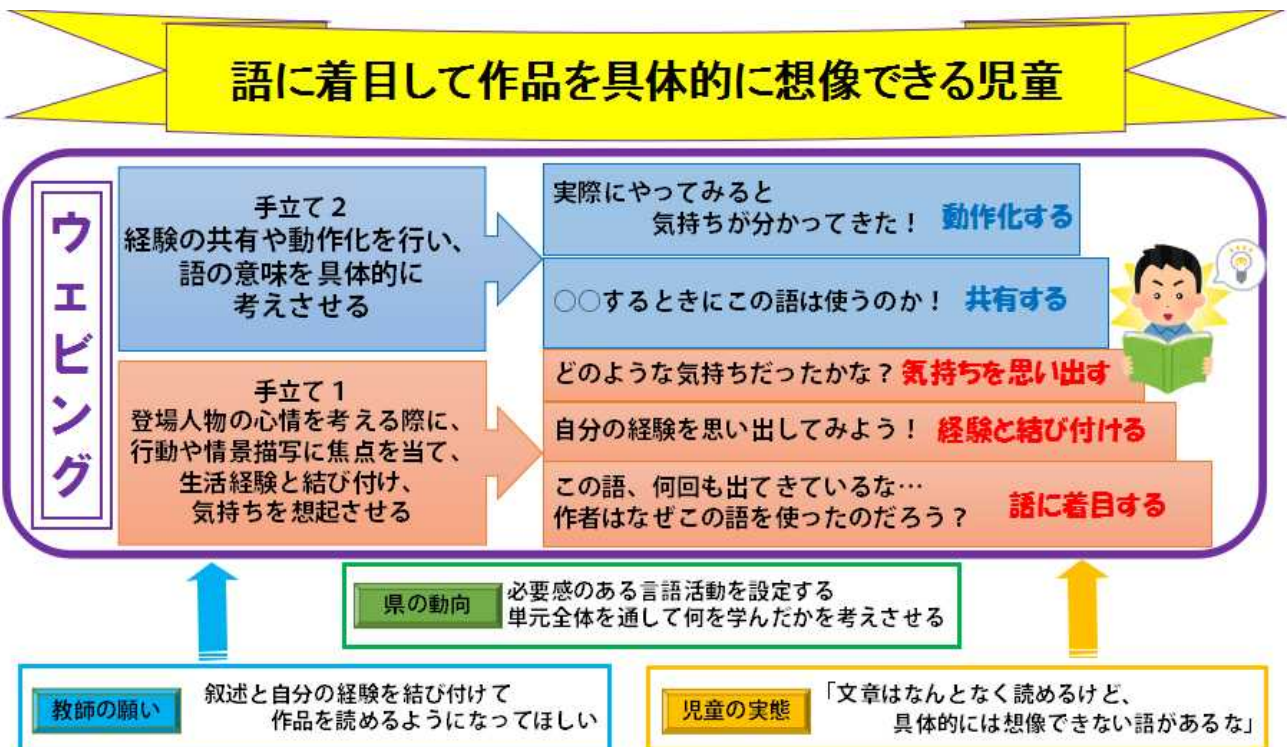 語に着目して作品を具体的に想像できる児童
ウェビング
手立て2
経験の共有や動作化を行い、
語の意味を具体的に
考えさせる
実際にやってみると
気持ちが分かってきた！ 動作化する
○○するときにこの語は使うのか！ 共有する
手立て1
登場人物の心情を考える際に、
行動や情景描写に焦点を当て、
生活経験と結び付け、
気持ちを想起させる
どのような気持ちだったかな？ 気持ちを思い出す
自分の経験を思い出してみよう！ 経験と結び付ける
この語、何回も出てきているな…
作者はなぜこの語を使ったのだろう？ 語に着目する
県の動向
必要感のある言語活動を設定する
単元全体を通して何を学んだかを考えさせる
教師の願い
叙述と自分の経験を結び付けて
作品を読めるようになってほしい
児童の実態
「文章はなんとなく読めるけど、
具体的には想像できない語があるな」